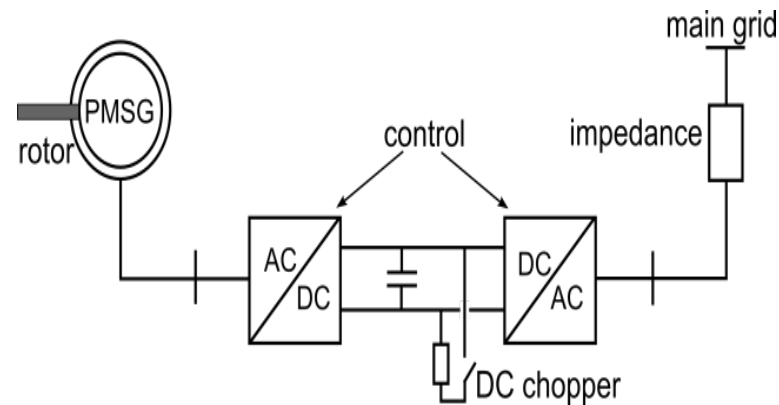 main grid
PMSG
rotor
control
impedance
AC
DC
DC
AC
DC chopper